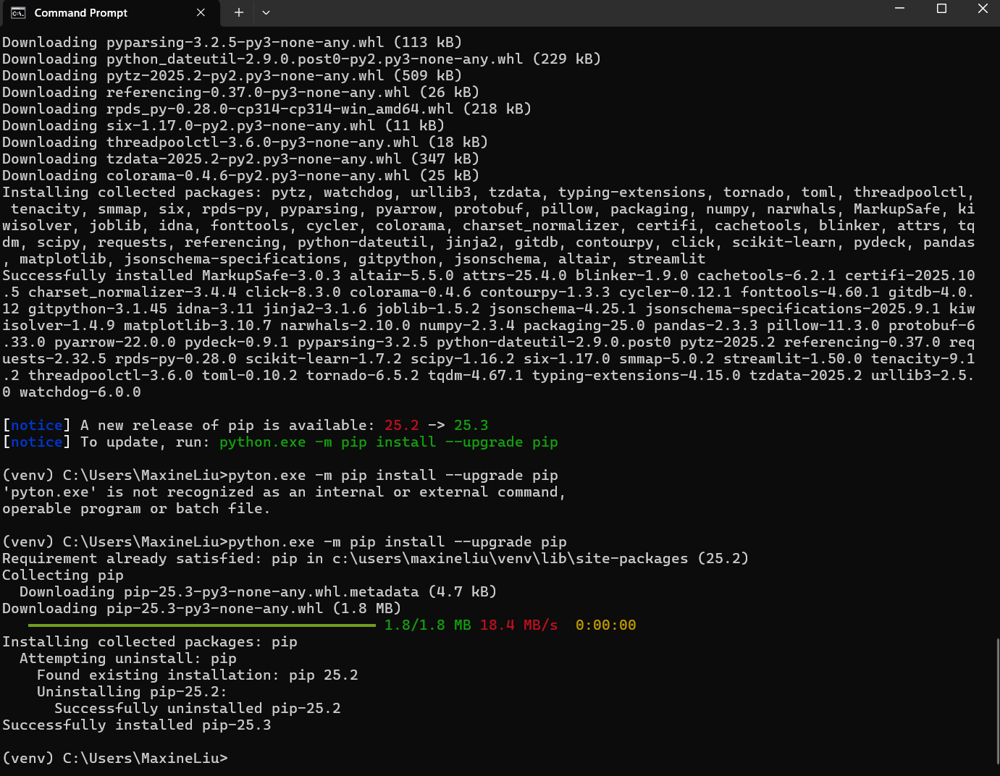 Command Prompt
Downloading pyparsing-3.2.5-py3-none-any.whl (113 kB)
Downloading python_dateutil-2.9.0.post0-py2.py3-none-any.whl (229 kB)
Downloading pytz-2025.2-py2.py3-none-any.whl (509 kB)
Downloading referencing-0.37.0-py3-none-any.whl (26 kB)
Downloading rpds_py-0.28.0-cp314-cp314-win_amd64.whl (218 kB)
Downloading six-1.17.0-py2.py3-none-any.whl (11 kB)
Downloading threadpoolctl-3.6.0-py3-none-any.whl (18 kB)
Downloading tzdata-2025.2-py2.py3-none-any.whl (347 kB)
Downloading colorama-0.4.6-py2.py3-none-any.whl (25 kB)
Installing collected packages: pytz, watchdog, urllib3, tzdata, typing-extensions, tornado, toml, threadpoolctl,
 tenacity, smmap, six, rpds-py, pyparsing, pyarrow, protobuf, pillow, packaging, numpy, narwhals, MarkupSafe, ki
wisolver, joblib, idna, fonttools, cycler, colorama, charset_normalizer, certifi, cachetools, blinker, attrs, tq
dm, scipy, requests, referencing, python-dateutil, jinja2, gitdb, contourpy, click, scikit-learn, pydeck, pandas
, matplotlib, jsonschema-specifications, gitpython, jsonschema, altair, streamlit
Successfully installed MarkupSafe-3.0.3 altair-5.5.0 attrs-25.4.0 blinker-1.9.0 cachetools-6.2.1 certifi-2025.10
.5 charset_normalizer-3.4.4 click-8.3.0 colorama-0.4.6 contourpy-1.3.3 cycler-0.12.1 fonttools-4.60.1 gitdb-4.0.
12 gitpython-3.1.45 idna-3.11 jinja2-3.1.6 joblib-1.5.2 jsonschema-4.25.1 jsonschema-specifications-2025.9.1 kiw
isolver-1.4.9 matplotlib-3.10.7 narwhals-2.10.0 numpy-2.3.4 packaging-25.0 pandas-2.3.3 pillow-11.3.0 protobuf-6
.33.0 pyarrow-22.0.0 pydeck-0.9.1 pyparsing-3.2.5 python-dateutil-2.9.0.post0 pytz-2025.2 referencing-0.37.0 req
uests-2.32.5 rpds-py-0.28.0 scikit-learn-1.7.2 scipy-1.16.2 six-1.17.0 smmap-5.0.2 streamlit-1.50.0 tenacity-9.1
.2 threadpoolctl-3.6.0 toml-0.10.2 tornado-6.5.2 tqdm-4.67.1 typing-extensions-4.15.0 tzdata-2025.2 urllib3-2.5.
0 watchdog-6.0.0
[notice] A new release of pip is available: 25.2 -> 25.3
[notice] To update, run: python.exe -m pip install --upgrade pip
(venv) C:\Users\MaxineLiu>pyton.exe -m pip install --upgrade pip
'pyton.exe' is not recognized as an internal or external command,
operable program or batch file.
(venv) C:\Users\MaxineLiu>python.exe -m pip install --upgrade pip
Requirement already satisfied: pip in c:\users\maxineliu\venv\lib\site-packages (25.2)
Collecting pip
  Downloading pip-25.3-py3-none-any.whl.metadata (4.7 kB)
Downloading pip-25.3-py3-none-any.whl (1.8 MB)
1.8/1.8 MB 18.4 MB/s  0:00:00
Installing collected packages: pip
  Attempting uninstall: pip
    Found existing installation: pip 25.2
    Uninstalling pip-25.2:
      Successfully uninstalled pip-25.2
Successfully installed pip-25.3
(venv) C:\Users\MaxineLiu>